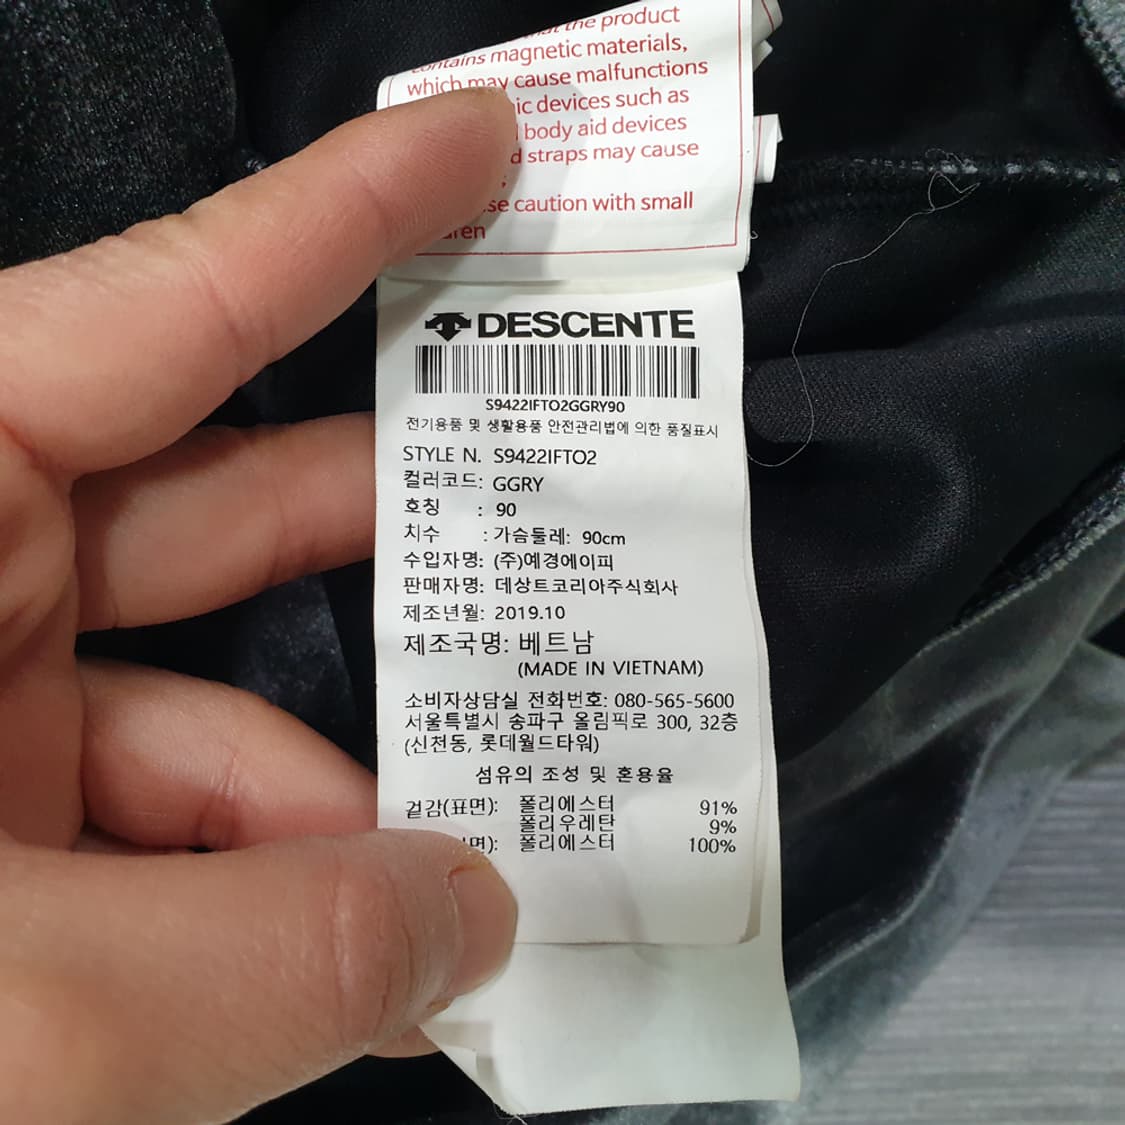 that the product
contains magnetic materials,
which may cause malfunctions
ic devices such as
body aid devices
d straps may cause
;
se caution with small
ren
DESCENTE
S9422IFTO2GGRY90
전기용품 및 생활용품 안전관리법에 의한 품질표시
STYLE N. S9422IFTO2
컬러코드: GGRY
호칭 : 90
치수 : 가슴둘레: 90cm
수입자명: (주)예경에이피
판매자명: 데상트코리아주식회사
제조년월: 2019.10
제조국명: 베트남
(MADE IN VIETNAM)
소비자상담실 전화번호: 080-565-5600
서울특별시 송파구 올림픽로 300, 32층
(신천동, 롯데월드타워)
섬유의 조성 및 혼용율
겉감(표면): 폴리에스터 91%
폴리우레탄 9%
면): 폴리에스터 100%